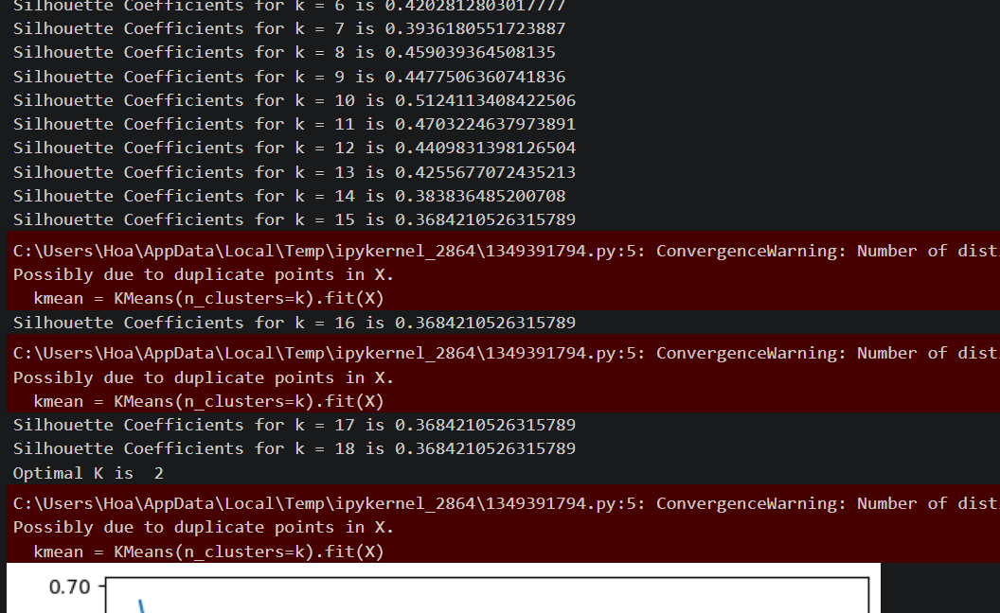 Silhouette Coefficients for k = 6 is 0.4202812803017777
Silhouette Coefficients for k = 7 is 0.3936180551723887
Silhouette Coefficients for k = 8 is 0.459039364508135
Silhouette Coefficients for k = 9 is 0.4477506360741836
Silhouette Coefficients for k = 10 is 0.5124113408422506
Silhouette Coefficients for k = 11 is 0.4703224637973891
Silhouette Coefficients for k = 12 is 0.4409831398126504
Silhouette Coefficients for k = 13 is 0.4255677072435213
Silhouette Coefficients for k = 14 is 0.383836485200708
Silhouette Coefficients for k = 15 is 0.3684210526315789
C:\Users\Hoa\AppData\Local\Temp\ipykernel_2864\1349391794.py:5: ConvergenceWarning: Number of dist
Possibly due to duplicate points in X.
  kmean = KMeans(n_clusters=k).fit(X)
Silhouette Coefficients for k = 16 is 0.3684210526315789
C:\Users\Hoa\AppData\Local\Temp\ipykernel_2864\1349391794.py:5: ConvergenceWarning: Number of dist
Possibly due to duplicate points in X.
  kmean = KMeans(n_clusters=k).fit(X)
Silhouette Coefficients for k = 17 is 0.3684210526315789
Silhouette Coefficients for k = 18 is 0.3684210526315789
Optimal K is  2
C:\Users\Hoa\AppData\Local\Temp\ipykernel_2864\1349391794.py:5: ConvergenceWarning: Number of dist
Possibly due to duplicate points in X.
  kmean = KMeans(n_clusters=k).fit(X)
0.70